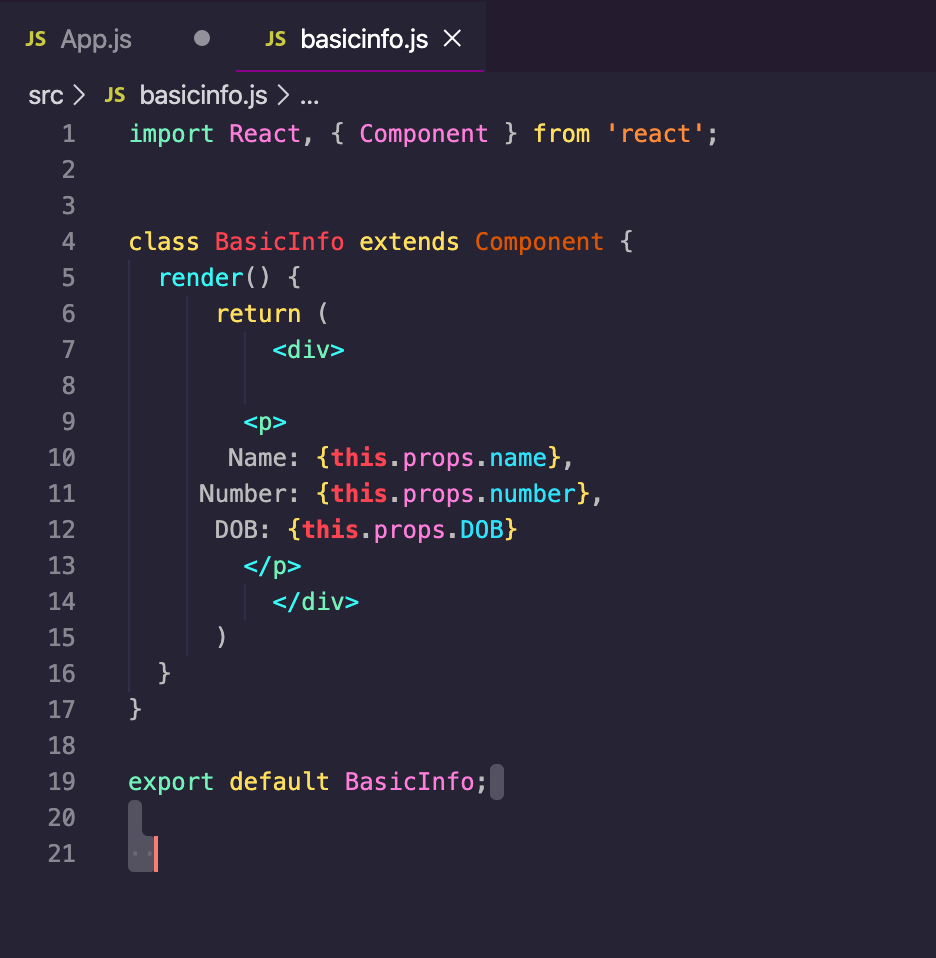 JS App.js JS basicinfo.js
src > JS basicinfo.js > ...
1 import React, { Component } from 'react';
2
3
4 class BasicInfo extends Component {
5 render() {
6 return (
7 <div>
8
9 <p>
10 Name: {this.props.name},
11 Number: {this.props.number},
12 DOB: {this.props.DOB}
13 </p>
14 </div>
15 )
16 }
17 }
18
19 export default BasicInfo;
20
21